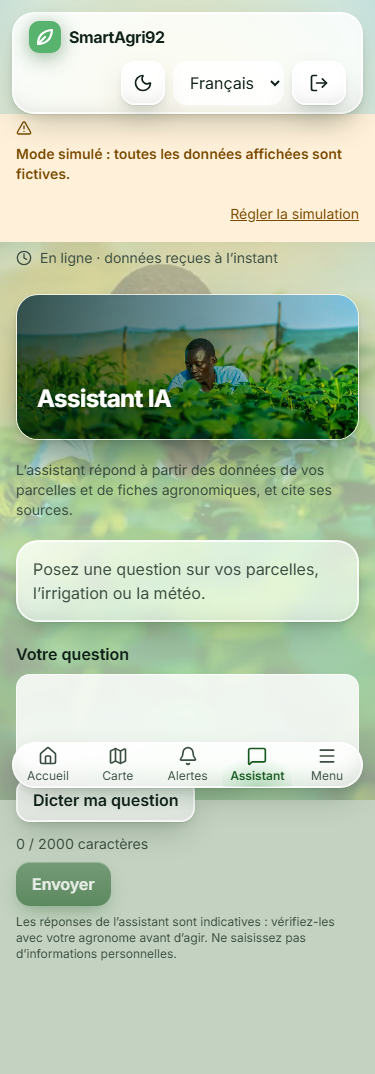 SmartAgri92
Français
Mode simulé : toutes les données affichées sont
fictives.
Régler la simulation
En ligne · données reçues à l’instant
Assistant IA
L’assistant répond à partir des données de vos
parcelles et de fiches agronomiques, et cite ses
sources.
Posez une question sur vos parcelles,
l’irrigation ou la météo.
Votre question
Accueil Carte Alertes Assistant Menu
Dicter ma question
0 / 2000 caractères
Envoyer
Les réponses de l’assistant sont indicatives : vérifiez-les
avec votre agronome avant d’agir. Ne saisissez pas
d’informations personnelles.